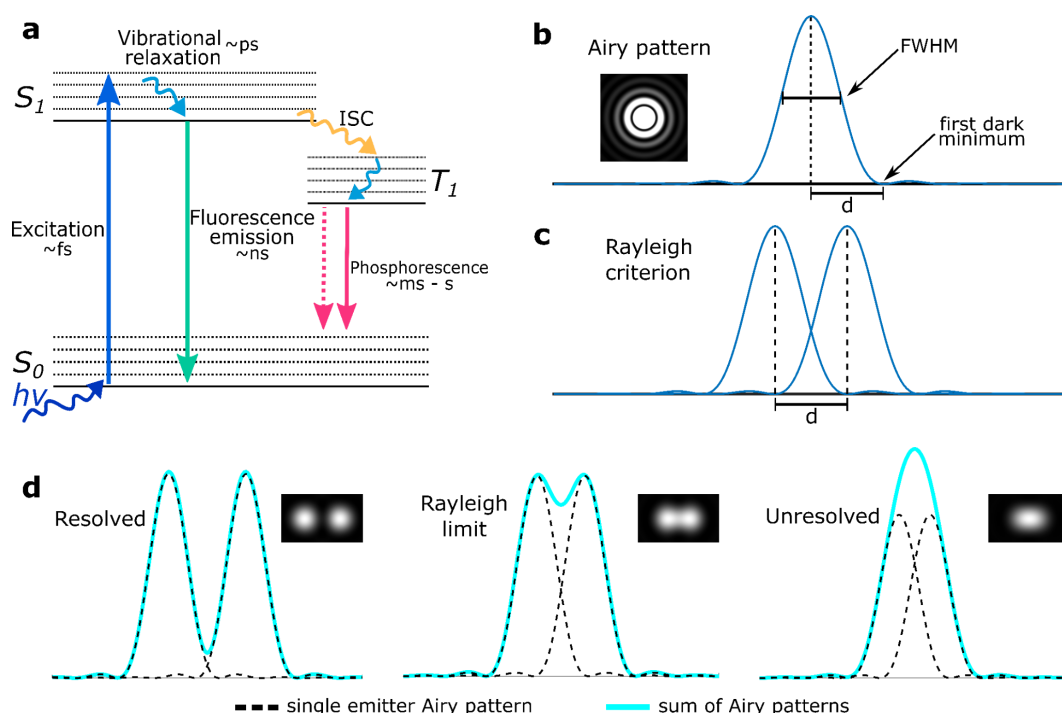 a
Vibrational
relaxation ~ps
S1
ISC
T1
Excitation
~fs
Fluorescence
emission
~ns
Phosphorescence
~ms - s
S0
hν
b
Airy pattern
FWHM
first dark
minimum
d
c
Rayleigh
criterion
d
d
Resolved
Rayleigh
limit
Unresolved
single emitter Airy pattern
sum of Airy patterns